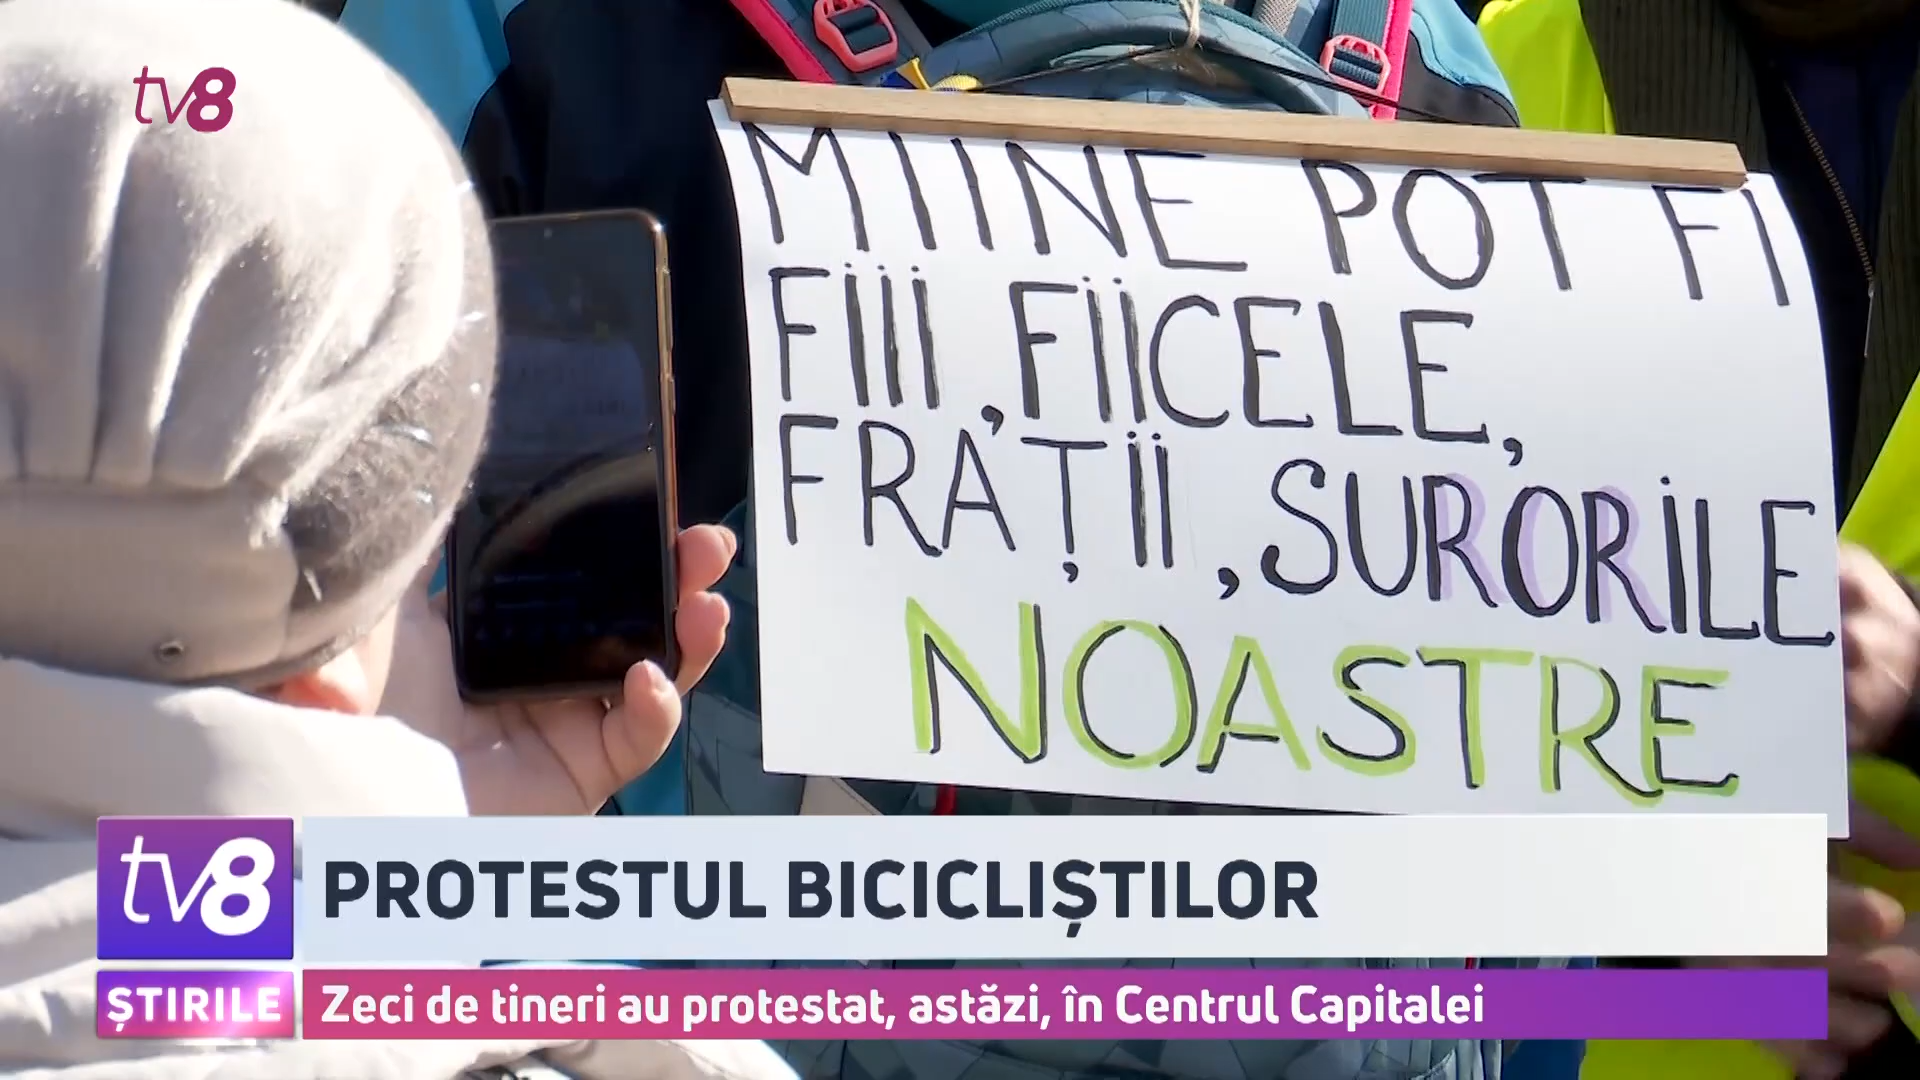 tv8
MIINE POT FI
FIII, FIICELE,
FRAȚII, SURORILE
NOASTRE
tv8
PROTESTUL BICICLIȘTILOR
ȘTIRILE
Zeci de tineri au protestat, astăzi, în Centrul Capitalei